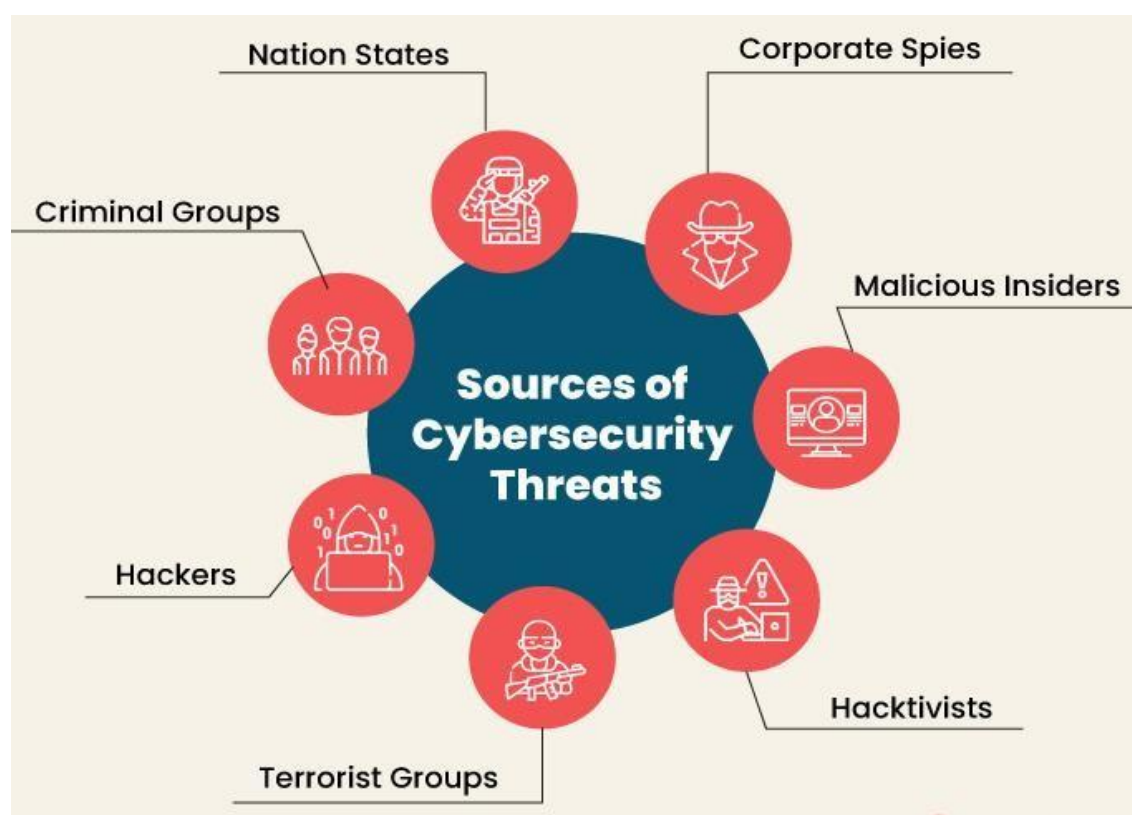 Nation States
Corporate Spies
Criminal Groups
Malicious Insiders
Sources of
Cybersecurity
Threats
Hackers
Hacktivists
Terrorist Groups